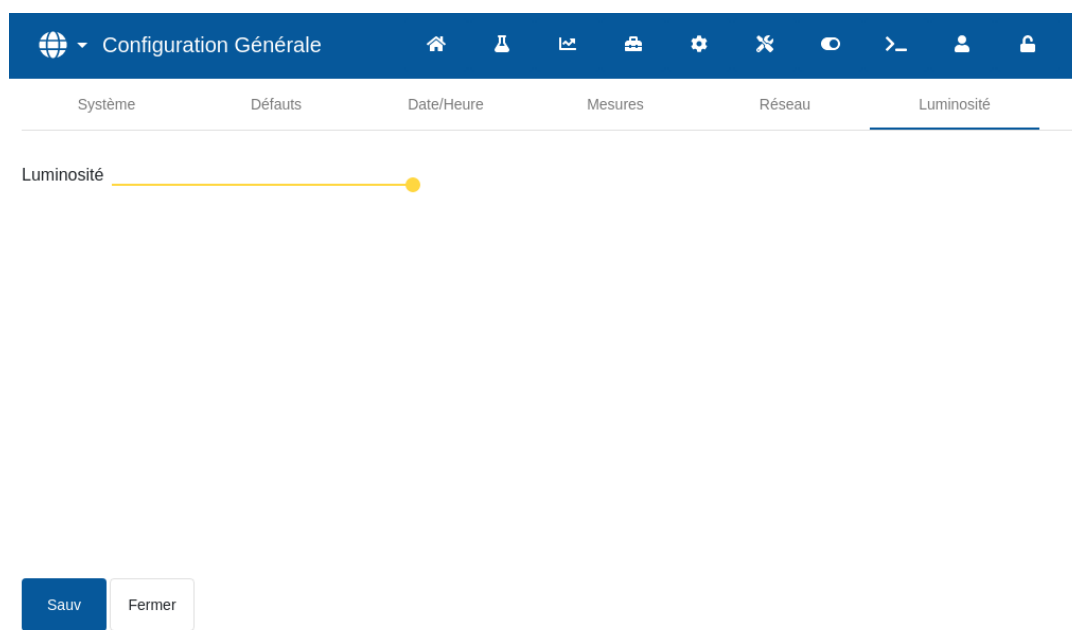 Configuration Générale
Système Défauts Date/Heure Mesures Réseau Luminosité
Luminosité
Sauv Fermer